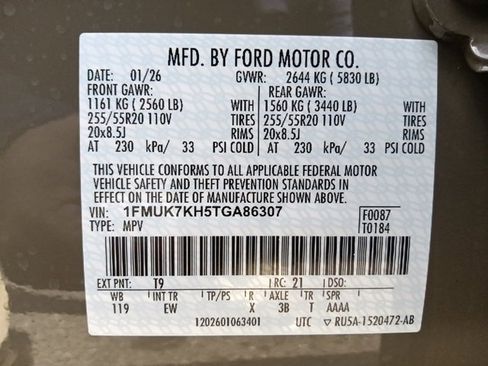 MFD. BY FORD MOTOR CO.
DATE: 01/26 GVWR: 2644 KG ( 5830 LB)
FRONT GAWR: REAR GAWR:
1161 KG ( 2560 LB) WITH 1560 KG ( 3440 LB) WITH
255/55R20 110V TIRES 255/55R20 110V TIRES
20x8.5J RIMS 20x8.5J RIMS
AT 230 kPa/ 33 PSI COLD AT 230 kPa/ 33 PSI COLD
THIS VEHICLE CONFORMS TO ALL APPLICABLE FEDERAL MOTOR
VEHICLE SAFETY AND THEFT PREVENTION STANDARDS IN
EFFECT ON THE DATE OF MANUFACTURE SHOWN ABOVE.
VIN: 1FMUK7KH5TGA86307 F0087
TYPE: MPV T0184
EXT PNT: T9 RC: 21 DSO:
WB INT TR TP/PS R AXLE TR SPR
119 EW X 3B T AAAA
1202601063401 UTC RU5A-1520472-AB